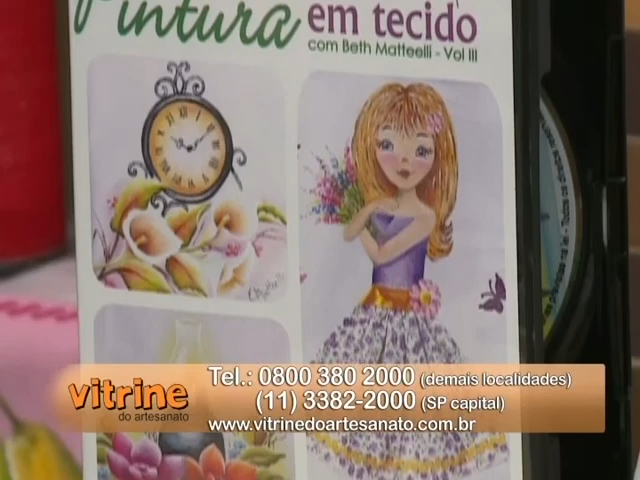 Pintura em tecido
com Beth Matteelli - Vol III
vitrine
do artesanato
Tel.: 0800 380 2000 (demais localidades)
(11) 3382-2000 (SP capital)
www.vitrinedoartesanato.com.br